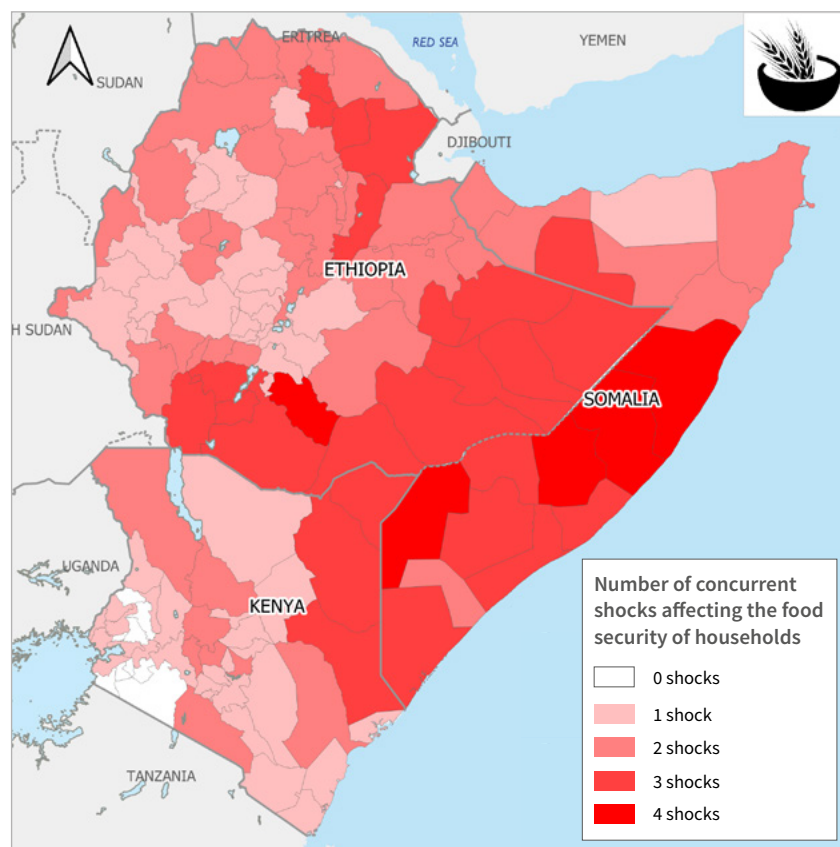 ERITREA
RED SEA
YEMEN
SUDAN
DJIBOUTI
ETHIOPIA
H SUDAN
SOMALIA
UGANDA
KENYA
TANZANIA
Number of concurrent
shocks affecting the food
security of households
0 shocks
1 shock
2 shocks
3 shocks
4 shocks